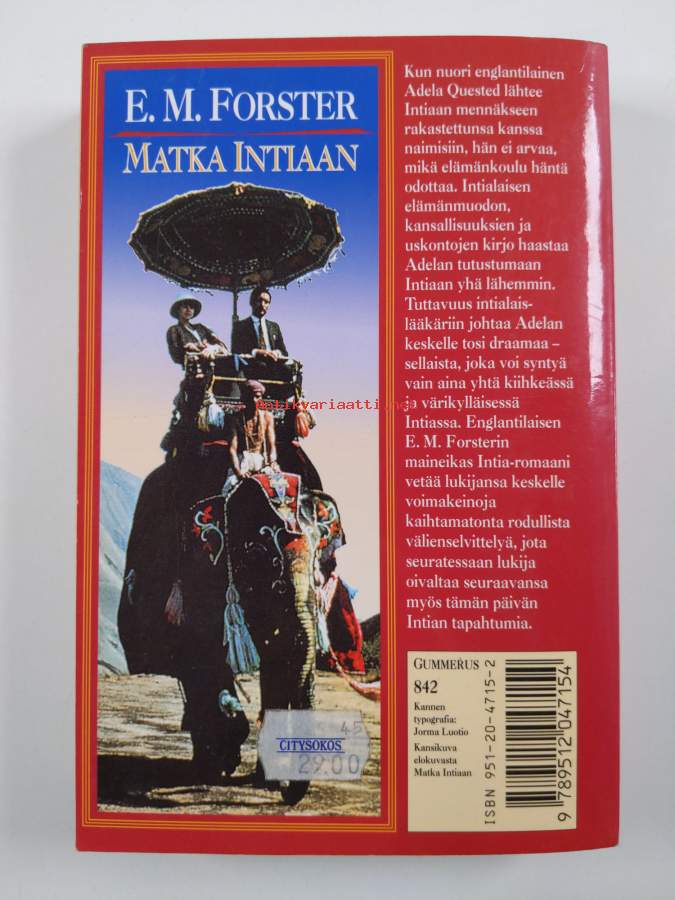 E. M. FORSTER
MATKA INTIAAN
Kun nuori englantilainen
Adela Quested lähtee
Intiaan mennäkseen
rakastettunsa kanssa
naimisiin, hän ei arvaa,
mikä elämänkoulu häntä
odottaa. Intialaisen
elämänmuodon,
kansallisuuksien ja
uskontojen kirjo haastaa
Adelan tutustumaan
Intiaan yhä lähemmin.
Tuttavuus intialais-
lääkäriin johtaa Adelan
keskelle tosi draamaa –
sellaista, joka voi syntyä
vain aina yhtä kiihkeässä
ja värikylläisessä
Intiassa. Englantilaisen
E. M. Forsterin
maineikas Intia-romaani
vetää lukijansa keskelle
voimakeinoja
kaihtamatonta rodullista
välienselvittelyä, jota
seuratessaan lukija
oivaltaa seuraavansa
myös tämän päivän
Intian tapahtumia.
Antikvariaatti.net
45
CITYSOKOS
29.00
GUMMERUS
842
Kannen
typografia:
Jorma Luotio
Kansikuva
elokuvasta
Matka Intiaan
ISBN 951-20-4715-2
9 789512 047154